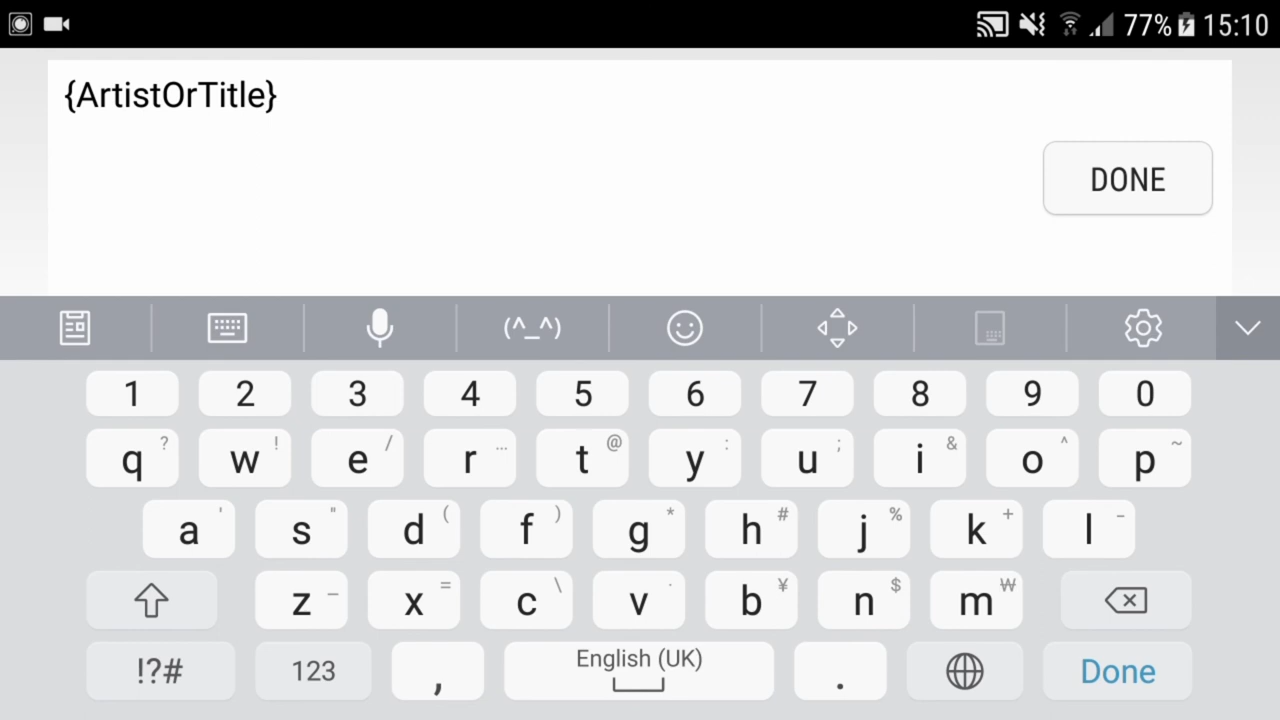 77% 15:10
{ArtistOrTitle}
DONE
(^_^)
1 2 3 4 5 6 7 8 9 0
q ? w ! e / r ... t @ y : u ; i & o ^ p ~
a ' s " d ( f ) g * h # j % k + l -
z _ x = c \ v · b ¥ n $ m ₩
!?# 123 , English (UK) . Done